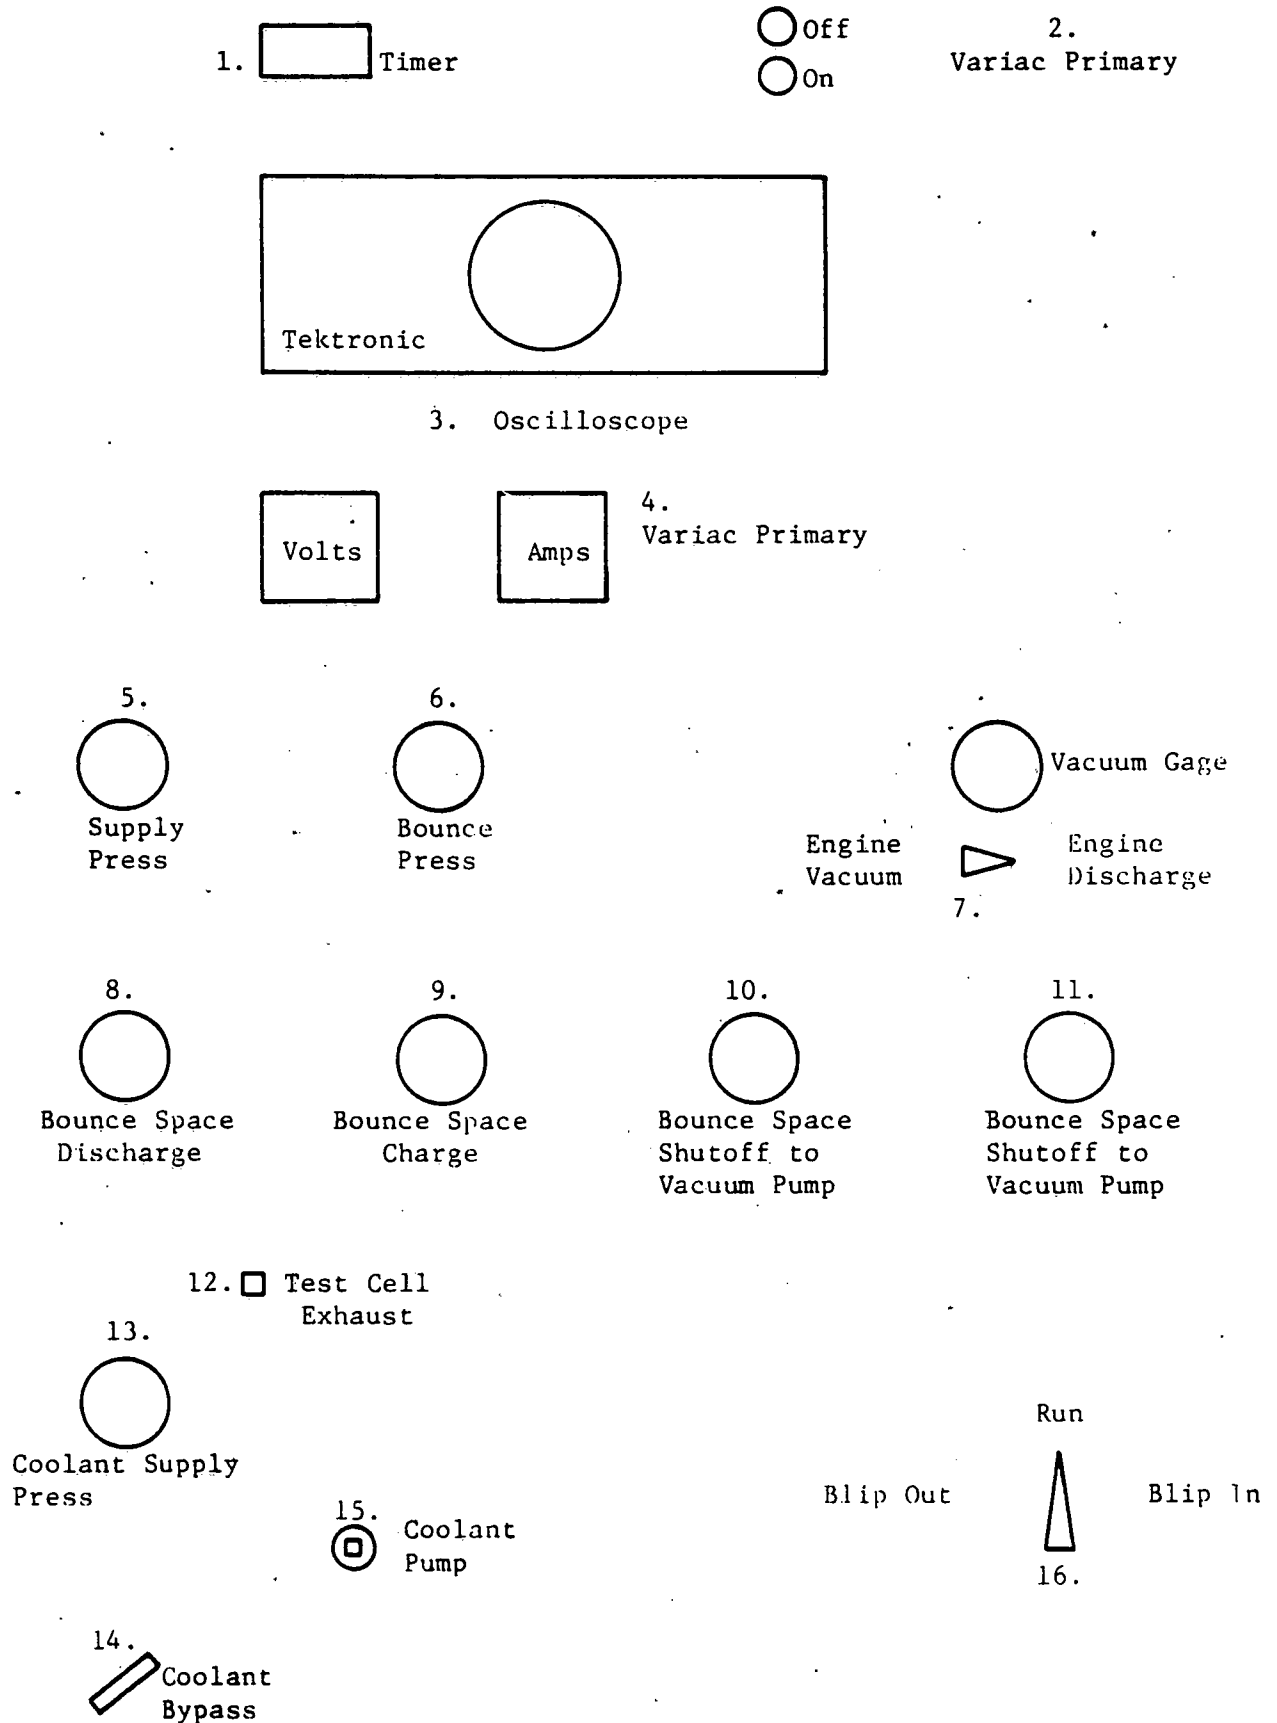 1. Timer
Off
On
2.
Variac Primary
Tektronic
3. Oscilloscope
Volts
Amps
4.
Variac Primary
5.
Supply
Press
6.
Bounce
Press
Vacuum Gage
Engine
Vacuum
Engine
Discharge
7.
8.
Bounce Space
Discharge
9.
Bounce Space
Charge
10.
Bounce Space
Shutoff to
Vacuum Pump
11.
Bounce Space
Shutoff to
Vacuum Pump
12. Test Cell
Exhaust
13.
Coolant Supply
Press
15.
Coolant
Pump
Run
Blip Out
Blip In
16.
14.
Coolant
Bypass